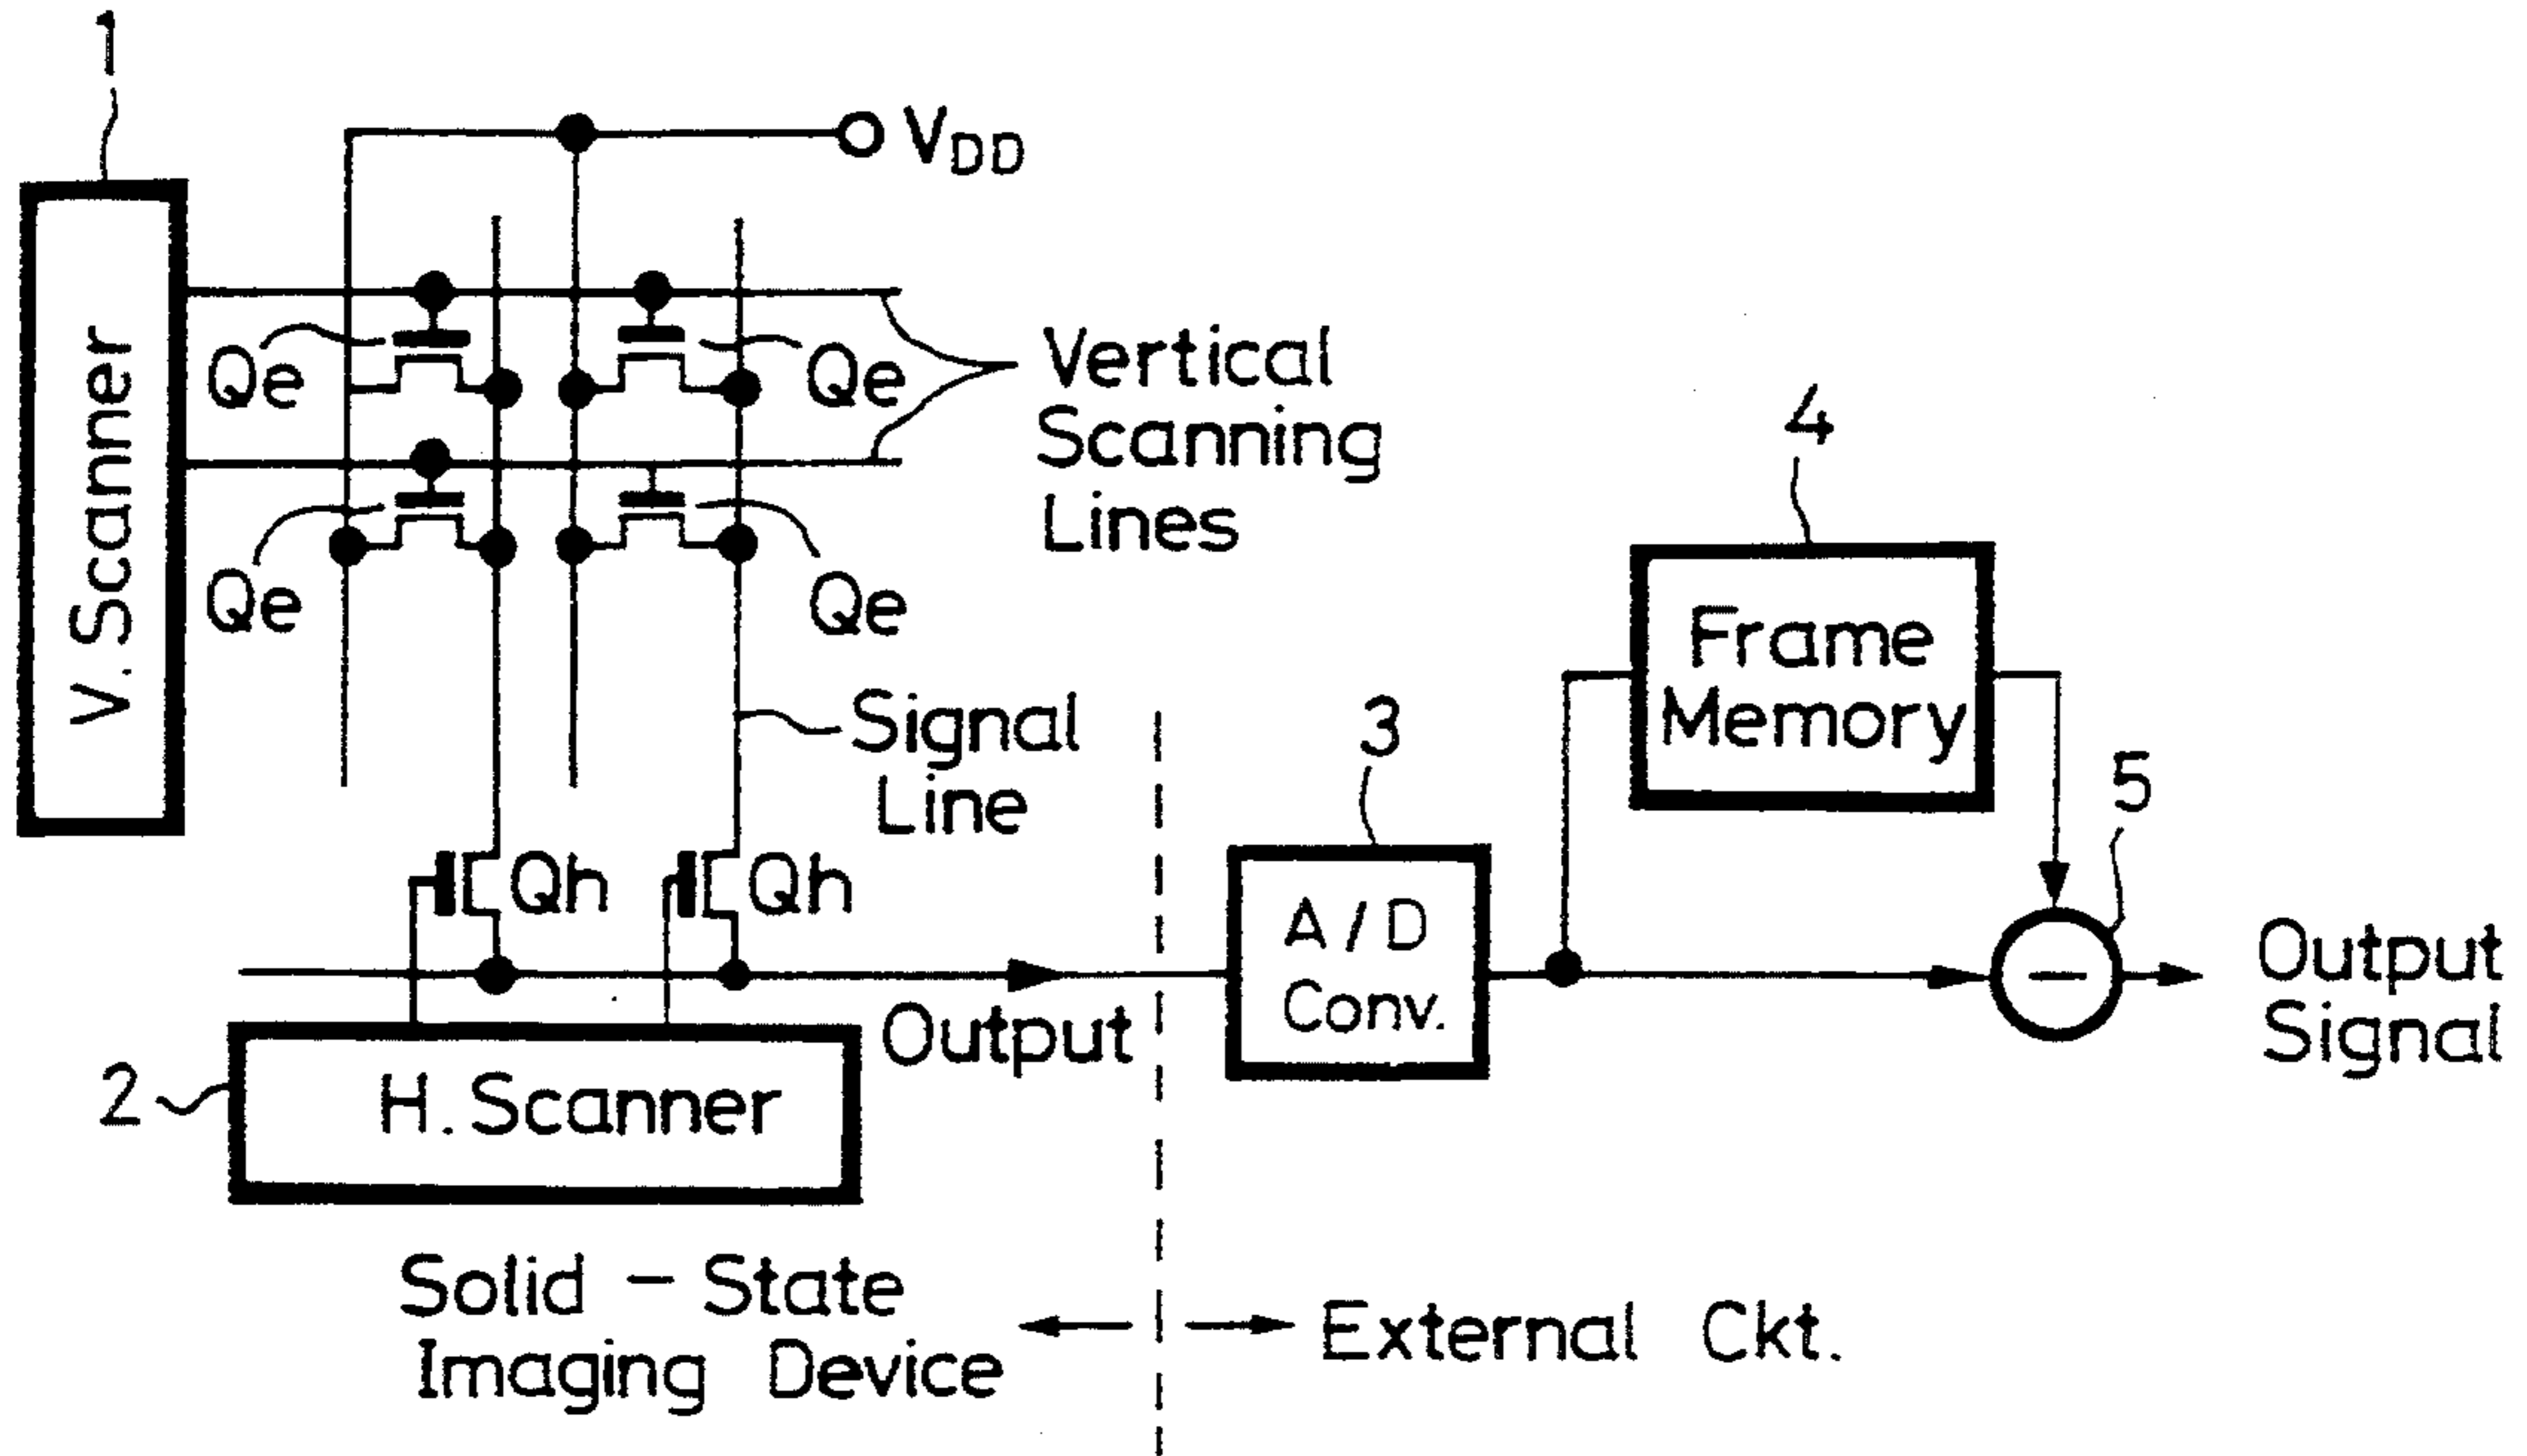 1
VDD
V. Scanner
Qe
Qe
Vertical
Scanning
Lines
Qe
Qe
4
Frame
Memory
Signal
Line
3
5
Qh
Qh
A/D
Conv.
Output
Signal
Output
2
H. Scanner
Solid - State
Imaging Device
External Ckt.